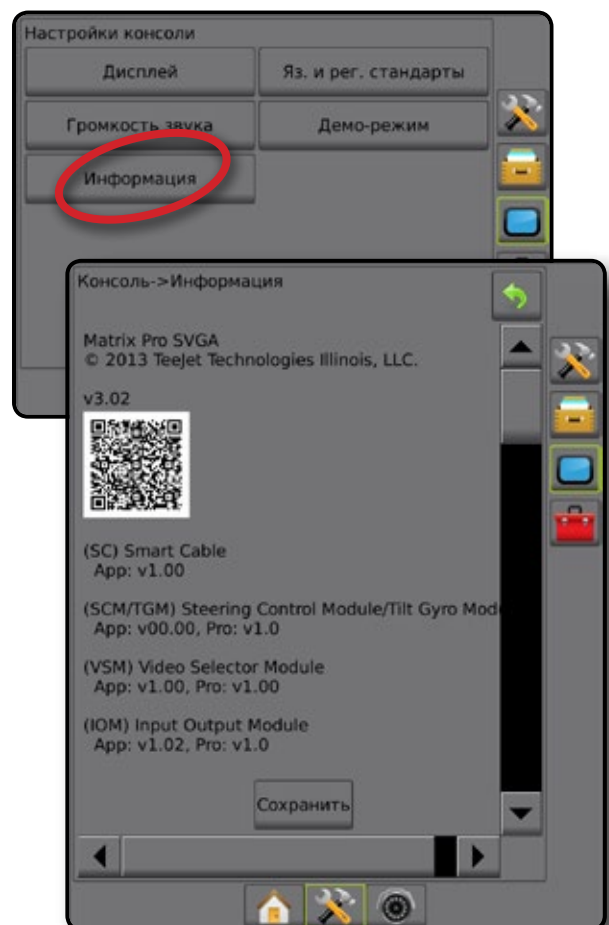 Настройки консоли
Дисплей
Яз. и рег. стандарты
Громкость звука
Демо-режим
Информация
Консоль->Информация
Matrix Pro SVGA
© 2013 TeeJet Technologies Illinois, LLC.
v3.02
(SC) Smart Cable
App: v1.00
(SCM/TGM) Steering Control Module/Tilt Gyro Mod
App: v00.00, Pro: v1.0
(VSM) Video Selector Module
App: v1.00, Pro: v1.00
(IOM) Input Output Module
App: v1.02, Pro: v1.0
Сохранить